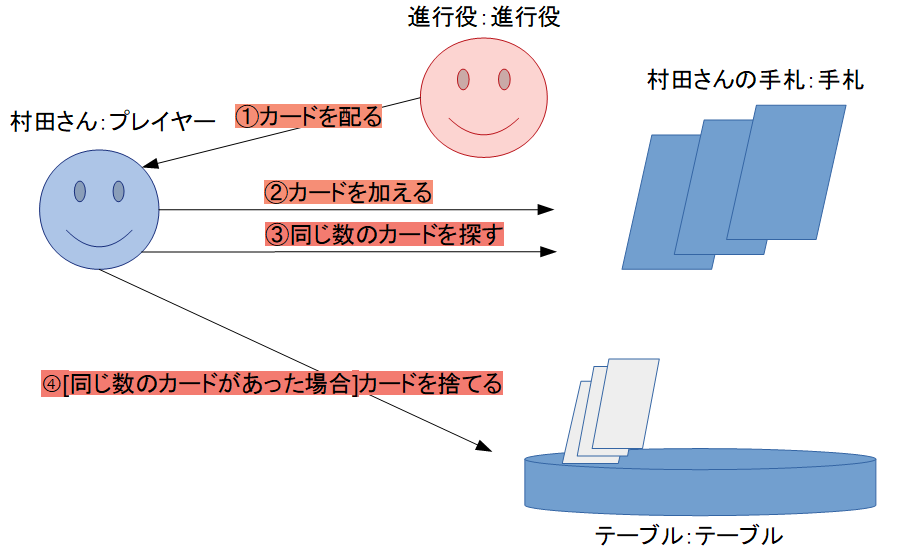 進行役：進行役
村田さんの手札：手札
村田さん：プレイヤー
①カードを配る
②カードを加える
③同じ数のカードを探す
④[同じ数のカードがあった場合]カードを捨てる
テーブル：テーブル